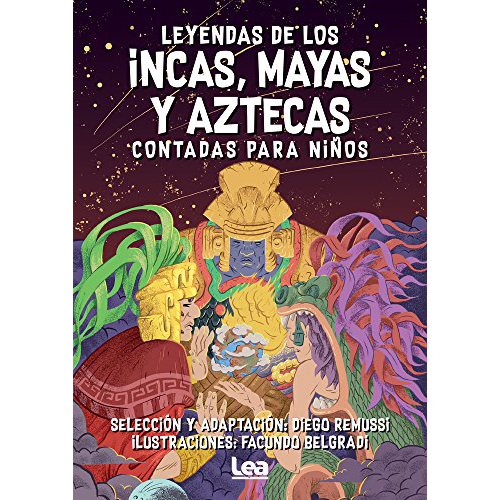 LEYENDAS DE LOS
iNCAS, MAYAS
Y AZTECAS
CONTADAS PARA NiÑOS
SELECCIÓN Y ADAPTACIÓN: DIEGO REMUSSI
iLUSTRACIONES: FACUNDO BELGRADI
Lea